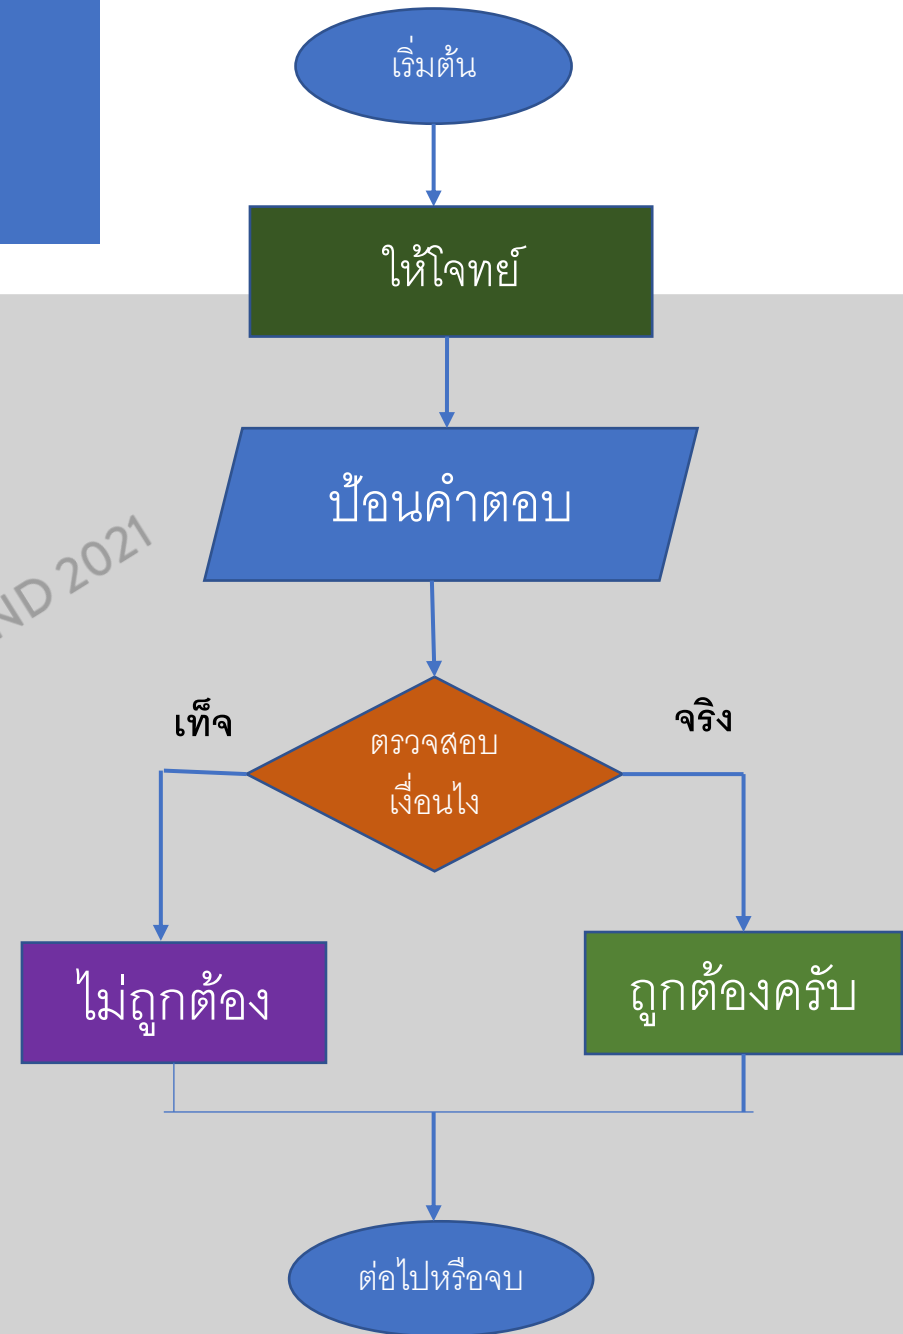 เริ่มต้น
ให้โจทย์
ป้อนคำตอบ
ND 2021
เท็จ
จริง
ตรวจสอบ
เงื่อนไง
ไม่ถูกต้อง
ถูกต้องครับ
ต่อไปหรือจบ